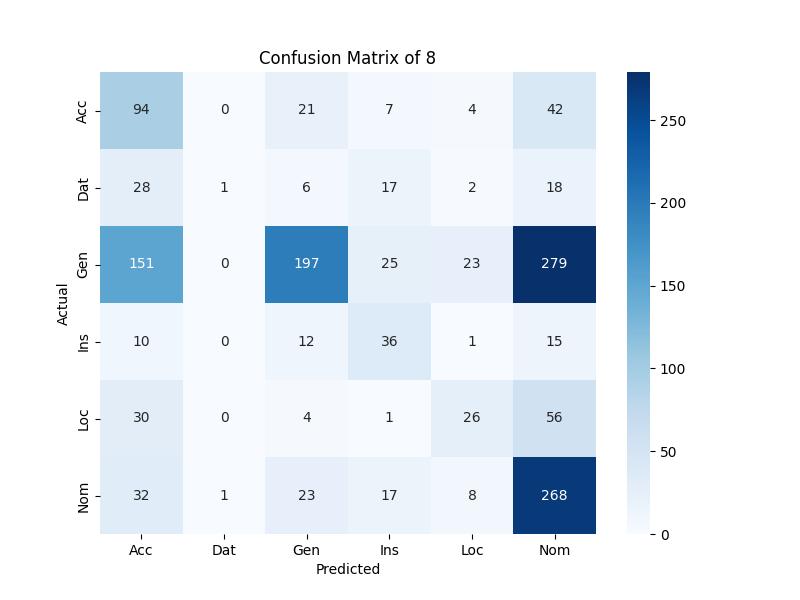 Confusion Matrix of 8
Acc 94 0 21 7 4 42
Dat 28 1 6 17 2 18
Gen 151 0 197 25 23 279
Ins 10 0 12 36 1 15
Loc 30 0 4 1 26 56
Nom 32 1 23 17 8 268
Acc Dat Gen Ins Loc Nom
Predicted
Actual
250
200
150
100
50
0